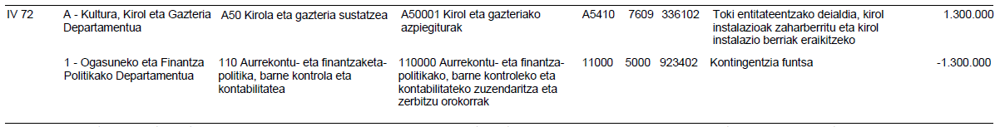 IV 72 A - Kultura, Kirol eta Gazteria A50 Kirola eta gazteria sustatzea A50001 Kirol eta gazteriako A5410 7609 336102 Toki entitateentzako deialdia, kirol 1.300.000
Departamentua azpiegiturak instalazioak zaharberritu eta kirol
instalazio berriak eraikitzeko
1 - Ogasuneko eta Finantza 110 Aurrekontu- eta finantzaketa- 110000 Aurrekontu- eta finantza- 11000 5000 923402 Kontingentzia funtsa -1.300.000
Politikako Departamentua politika, barne kontrola eta politikako, barne kontroleko eta
kontabilitatea kontabilitateko zuzendaritza eta
zerbitzu orokorrak